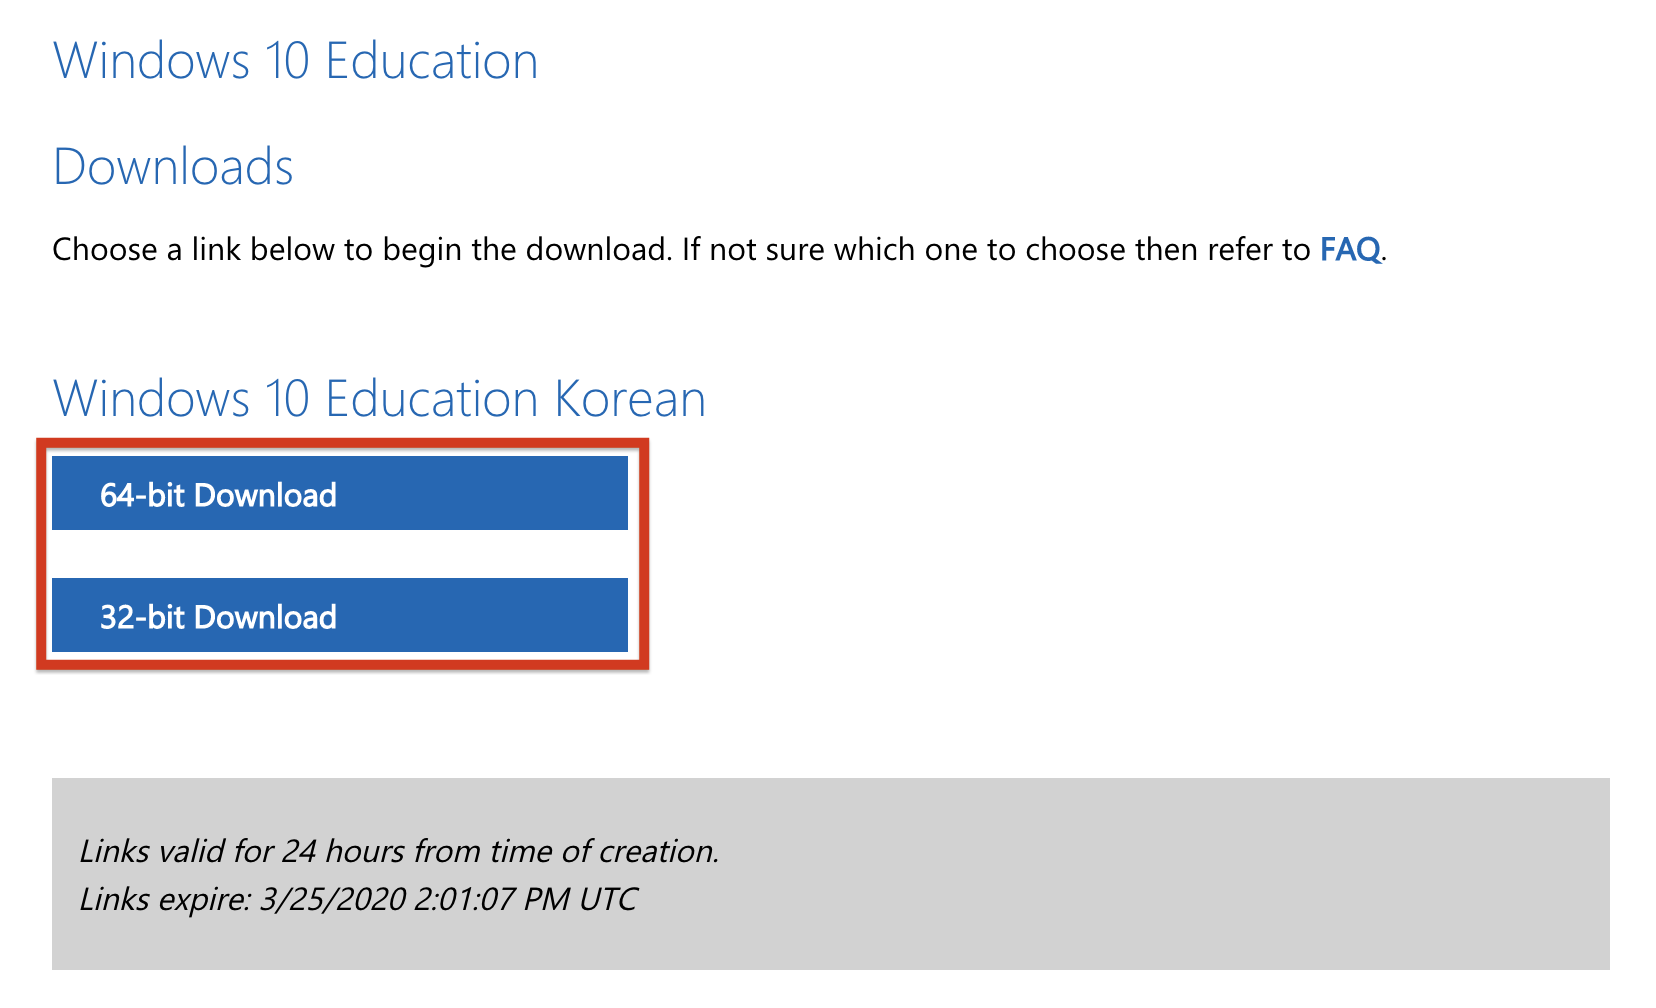 Windows 10 Education
Downloads
Choose a link below to begin the download. If not sure which one to choose then refer to FAQ.
Windows 10 Education Korean
64-bit Download
32-bit Download
Links valid for 24 hours from time of creation.
Links expire: 3/25/2020 2:01:07 PM UTC